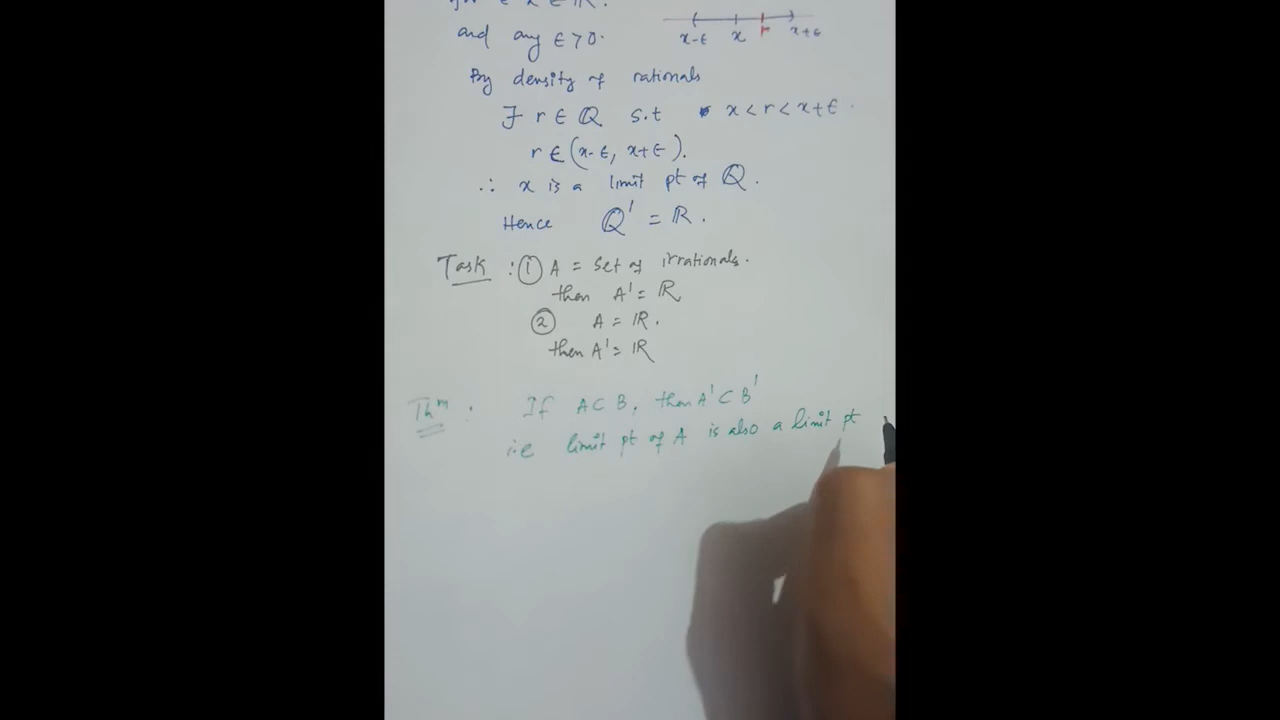 x ∈ ℝ.
and any ϵ > 0.
x-ϵ x r x+ϵ
By density of rationals
∃ r ∈ ℚ s.t x < r < x+ϵ.
r ∈ (x-ϵ, x+ϵ).
∴ x is a limit pt of ℚ.
Hence ℚ' = ℝ.
Task : ① A = set of irrationals.
then A' = ℝ
② A = ℝ.
then A' = ℝ
Thm : If A ⊂ B, then A' ⊂ B'
i.e limit pt of A is also a limit pt